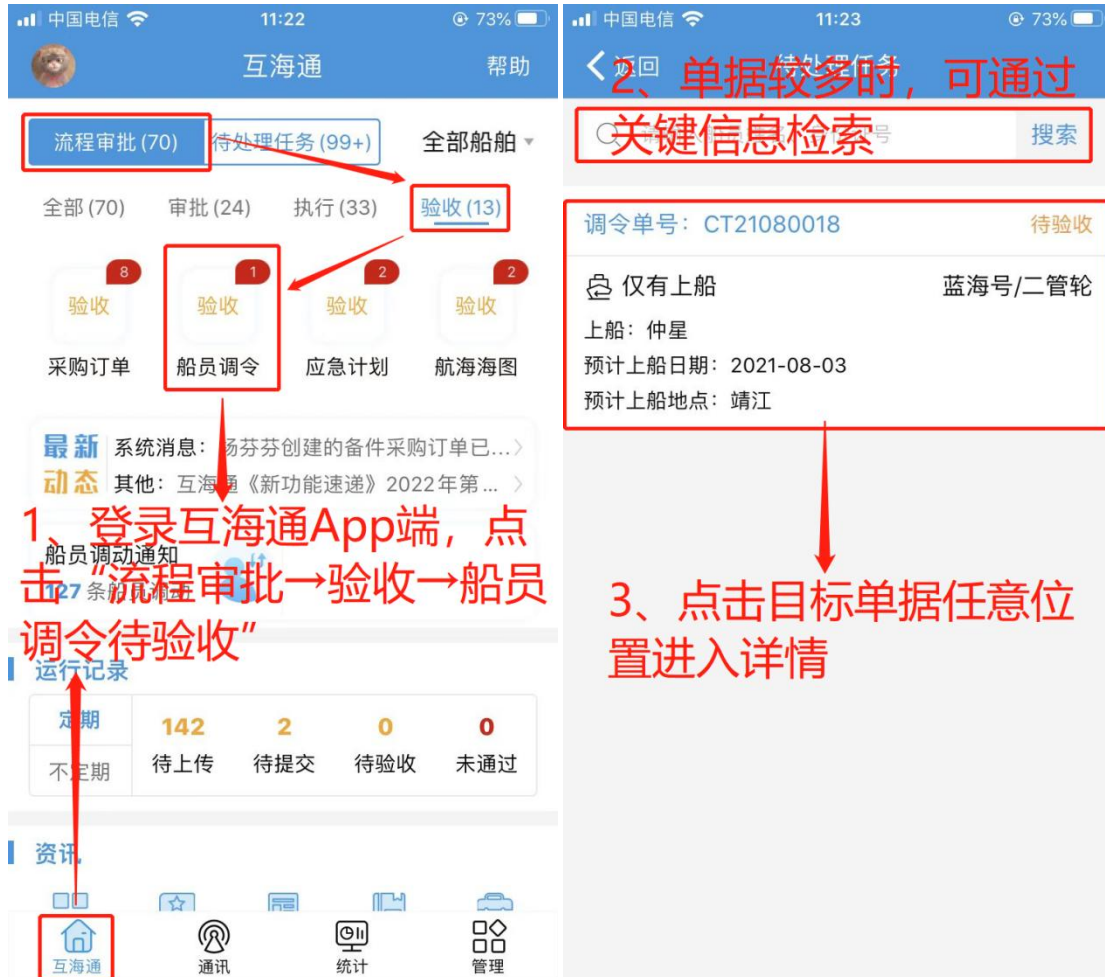 中国电信 11:22 73%
互海通 帮助
流程审批(70) 待处理任务(99+) 全部船舶
全部(70) 审批(24) 执行(33) 验收(13)
8 1 2 2
验收 验收 验收 验收
采购订单 船员调令 应急计划 航海海图
最新 系统消息：杨芬芬创建的备件采购订单已...
动态 其他：互海通《新功能速递》2022年第...
1、登录互海通App端，点
击“流程审批→验收→船员
调令待验收”
船员调动通知
127 条船员调动
运行记录
定期 142 2 0 0
不定期 待上传 待提交 待验收 未通过
资讯
互海通 通讯 统计 管理
中国电信 11:23 73%
返回 待处理任务
2、单据较多时，可通过
关键信息检索
搜索
调令单号：CT21080018 待验收
仅有上船 蓝海号/二管轮
上船：仲星
预计上船日期：2021-08-03
预计上船地点：靖江
3、点击目标单据任意位
置进入详情